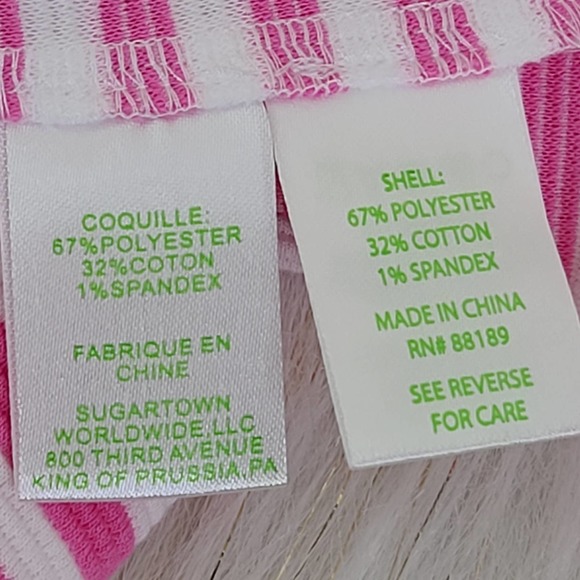 COQUILLE:
67%POLYESTER
32%COTON
1%SPANDEX
FABRIQUE EN
CHINE
SUGARTOWN
WORLDWIDE,LLC
800 THIRD AVENUE
KING OF PRUSSIA,PA
SHELL:
67% POLYESTER
32% COTTON
1% SPANDEX
MADE IN CHINA
RN# 88189
SEE REVERSE
FOR CARE